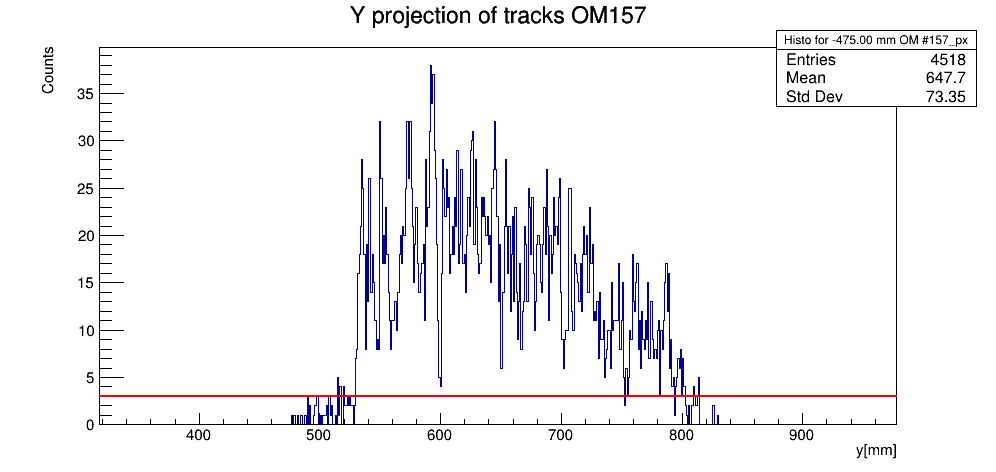 Y projection of tracks OM157
Histo for -475.00 mm OM #157_px
Entries 4518
Mean 647.7
Std Dev 73.35
Counts
35
30
25
20
15
10
5
0
400 500 600 700 800 900
y[mm]